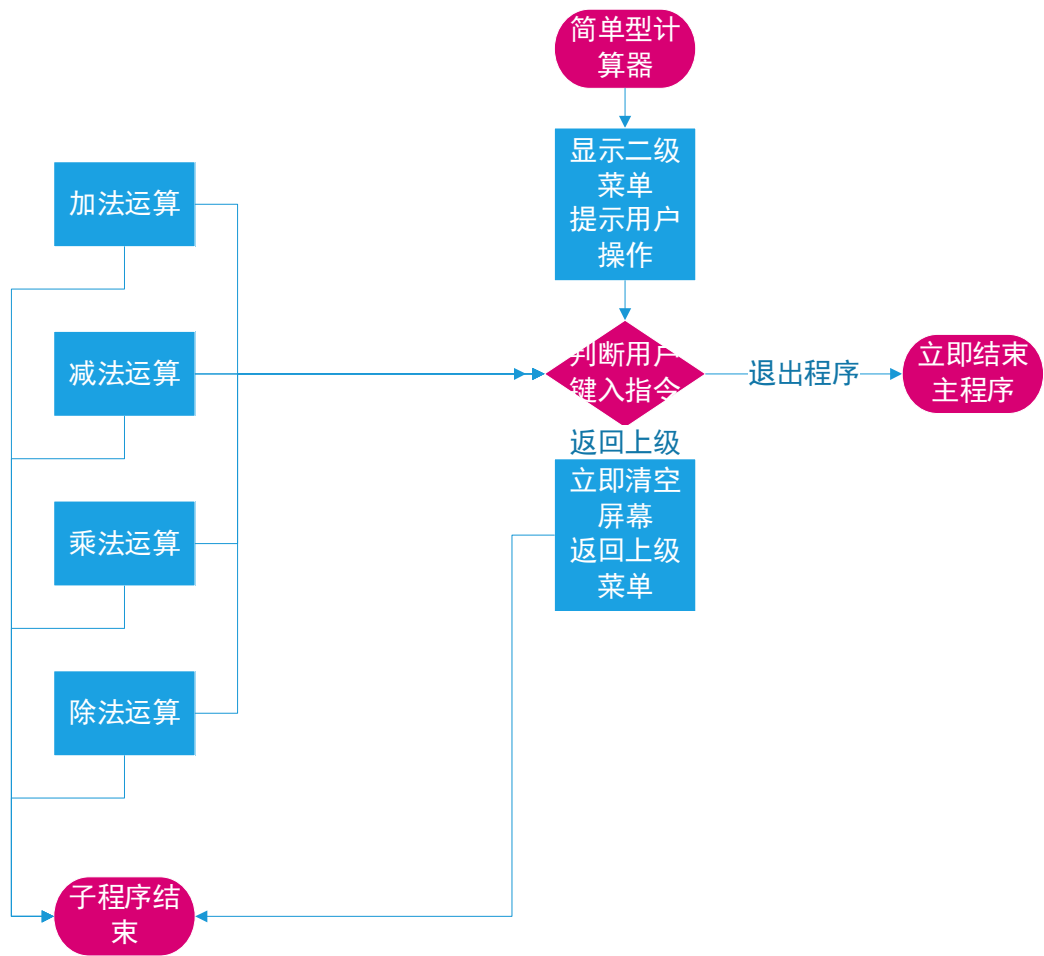 简单型计
算器
显示二级
菜单
提示用户
操作
加法运算
减法运算
判断用户
键入指令
退出程序
立即结束
主程序
返回上级
立即清空
屏幕
返回上级
菜单
乘法运算
除法运算
子程序结
束